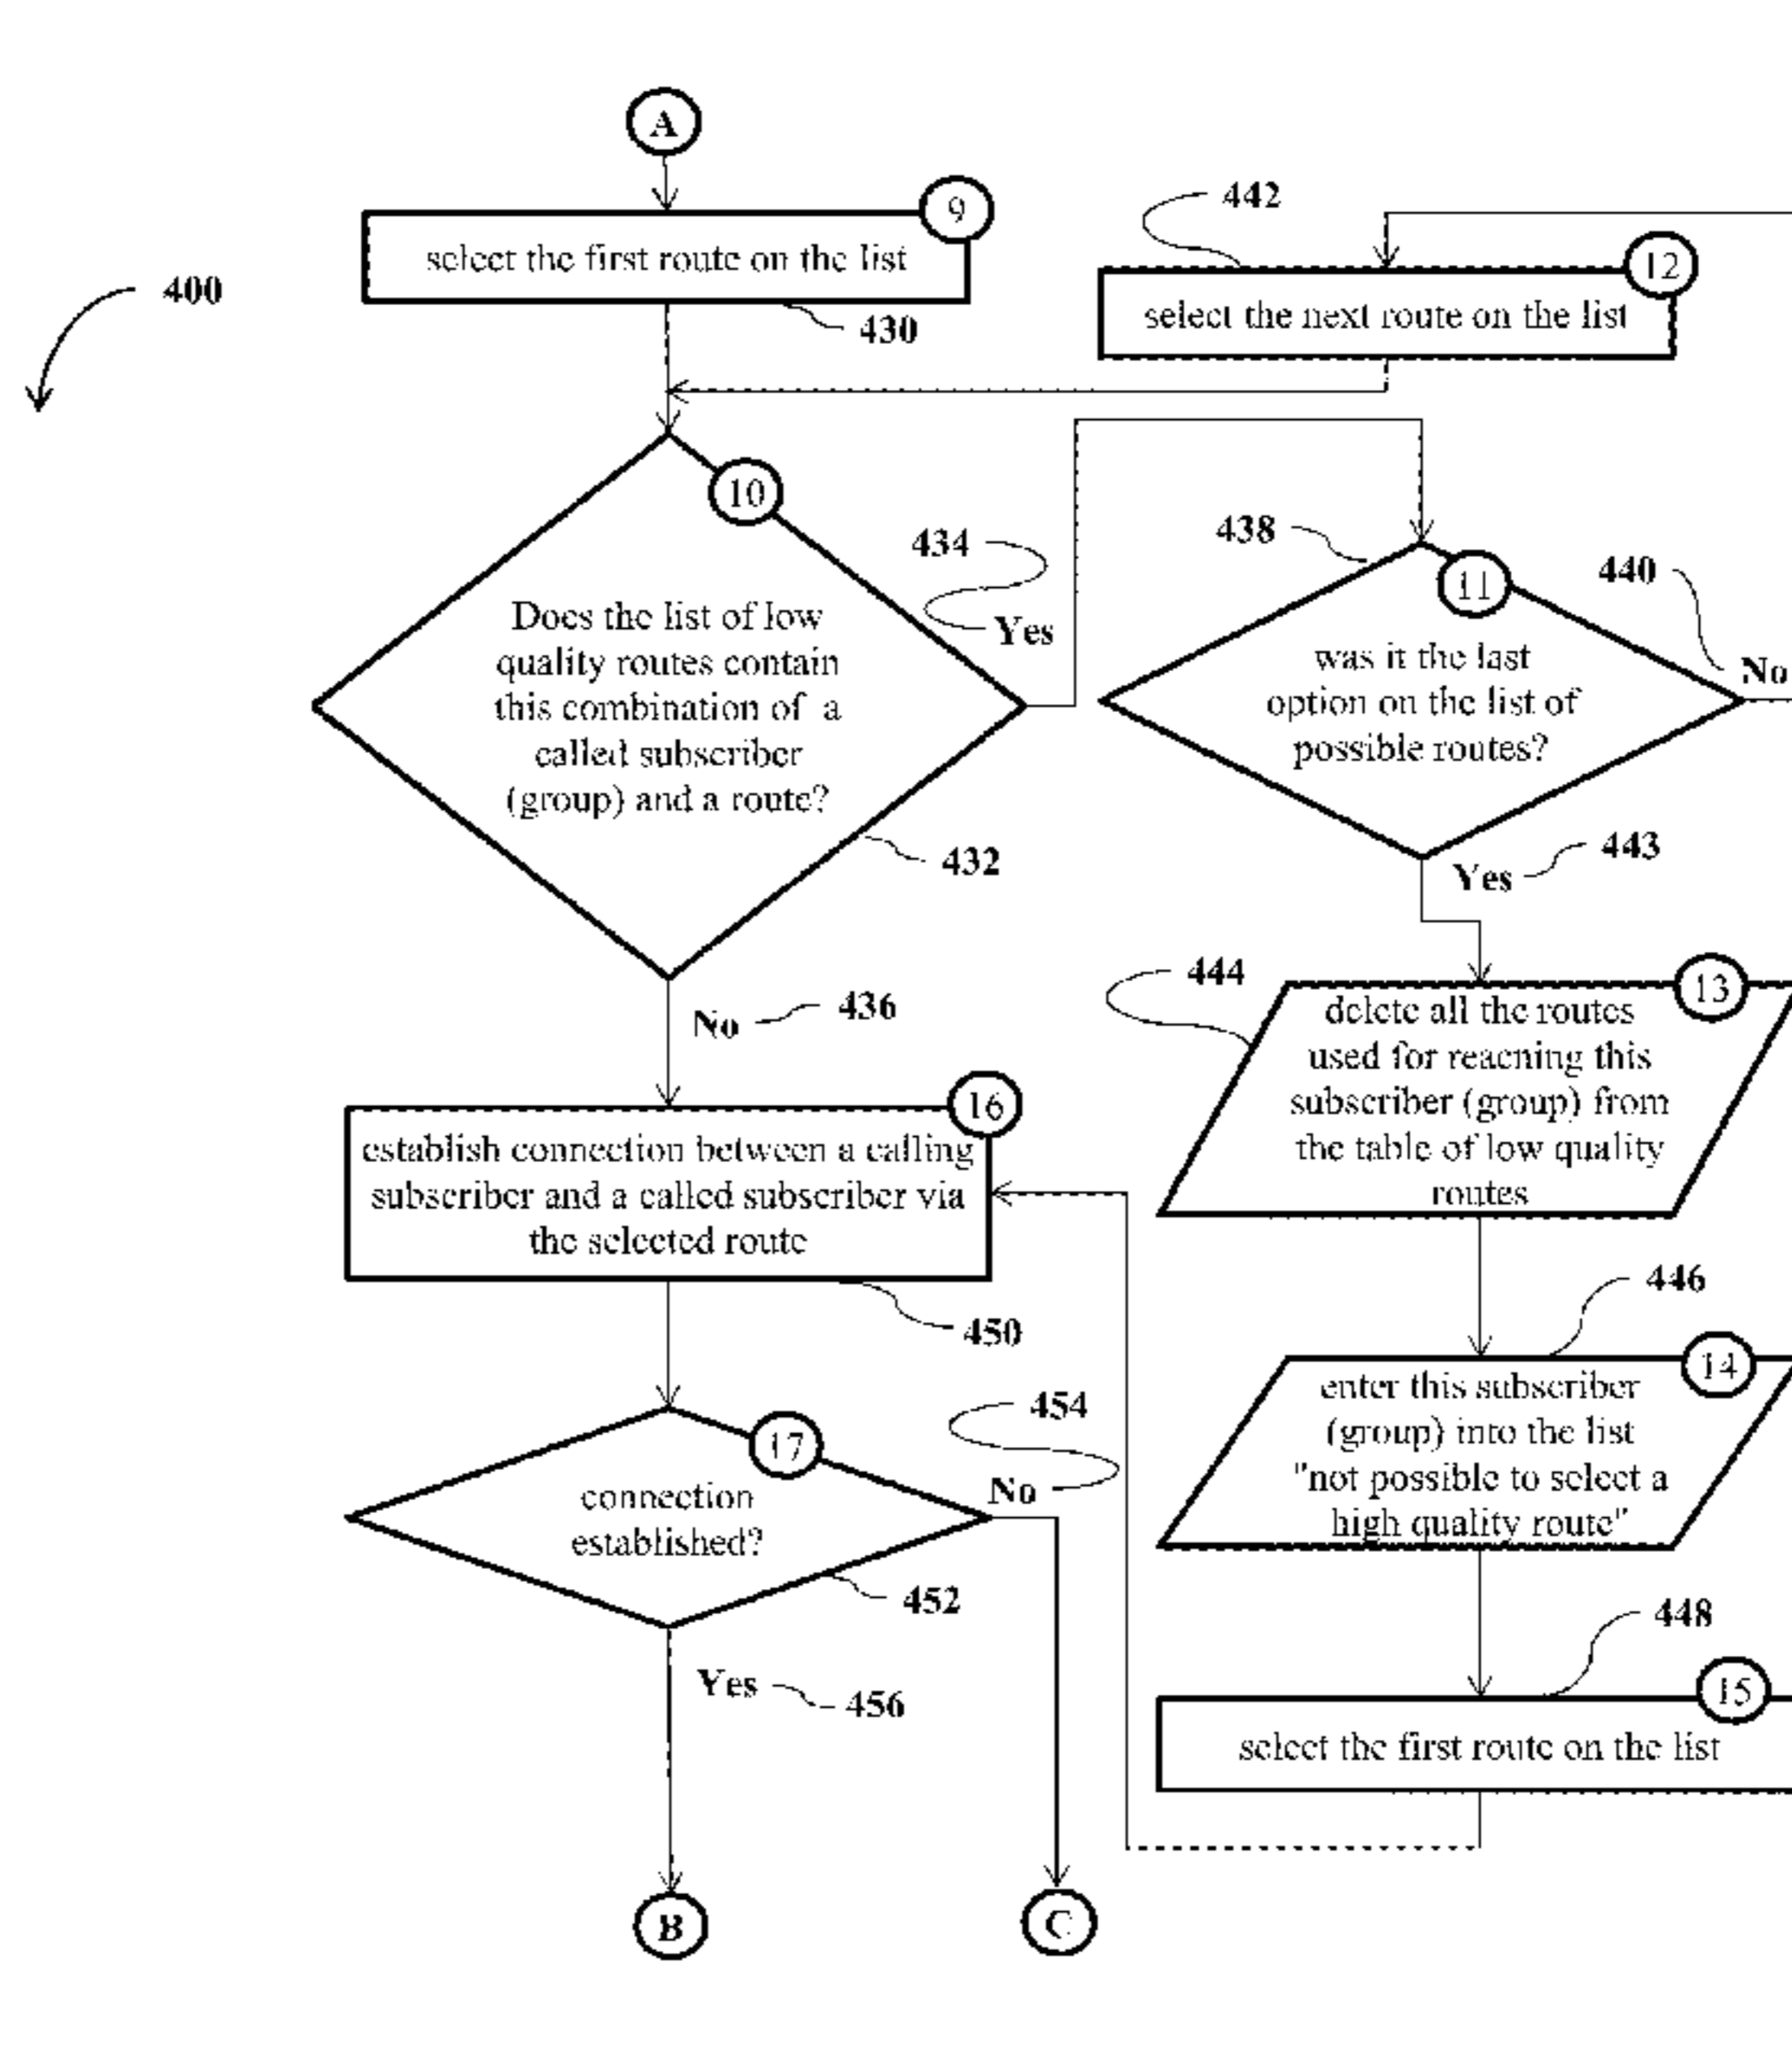 A
9
select the first route on the list
430
400
442
12
select the next route on the list
10
Does the list of low
quality routes contain
this combination of a
called subscriber
(group) and a route?
432
434
Yes
438
11
was it the last
option on the list of
possible routes?
440
No
443
Yes
No
436
444
13
delete all the routes
used for reacning this
subscriber (group) from
the table of low quality
routes
16
establish connection between a calling
subscriber and a called subscriber via
the selected route
450
446
14
enter this subscriber
(group) into the list
"not possible to select a
high quality route"
17
connection
established?
452
454
No
Yes
456
448
15
select the first route on the list
B
C